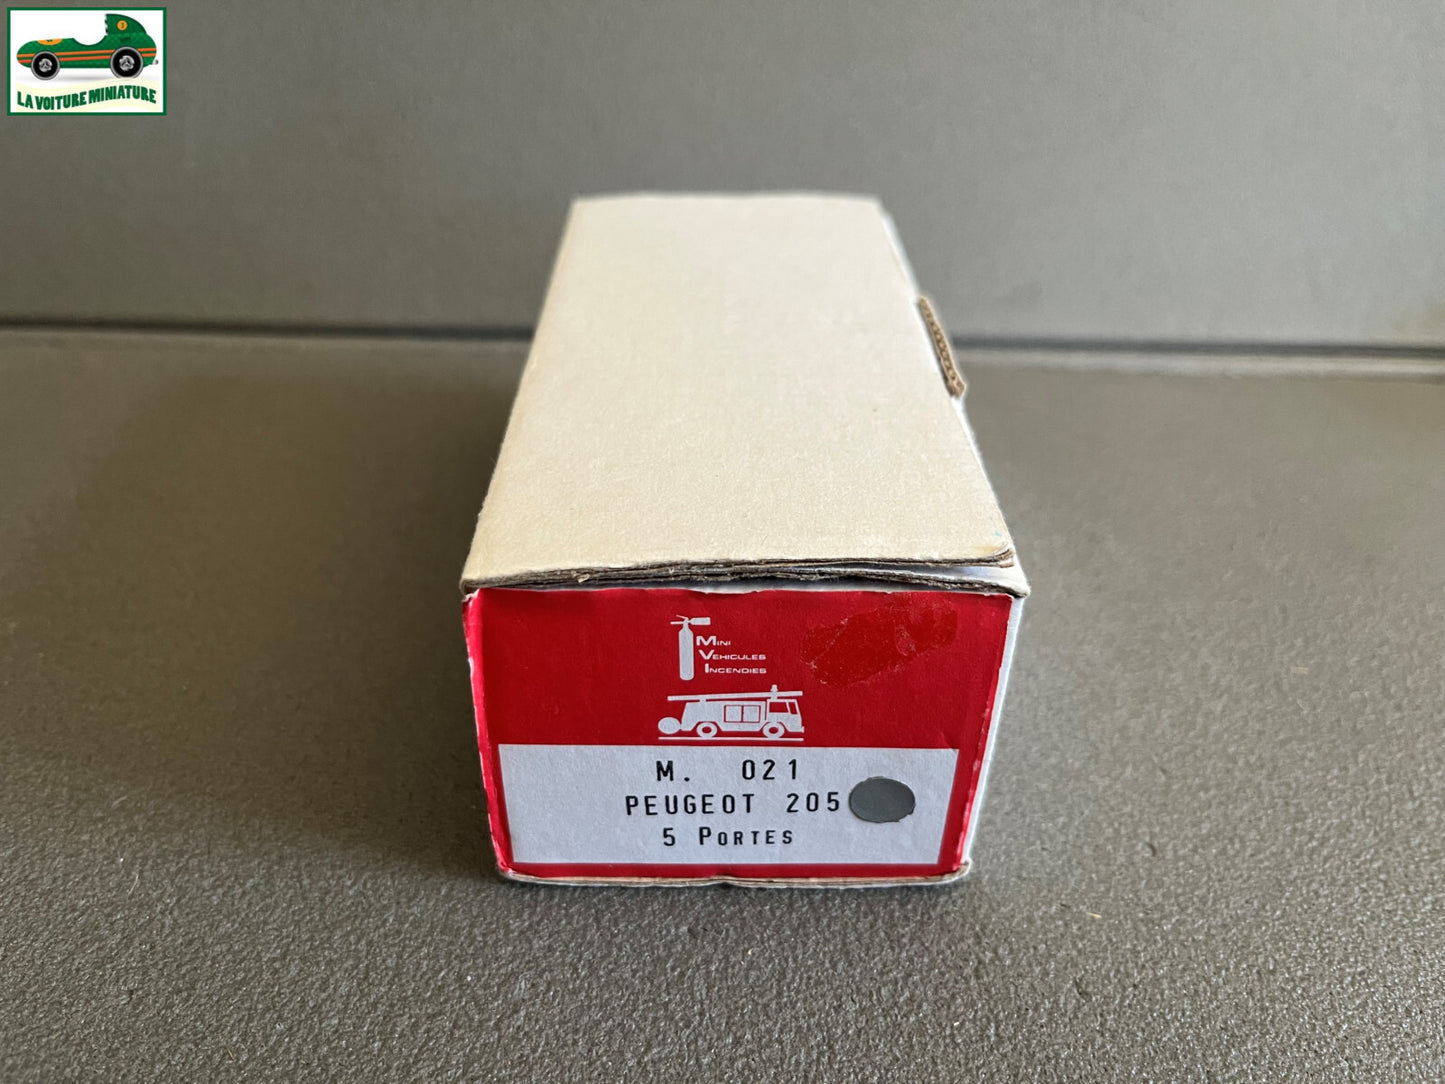 LA VOITURE MINIATURE
MINI
VEHICULES
INCENDIES
M. 021
PEUGEOT 205
5 PORTES